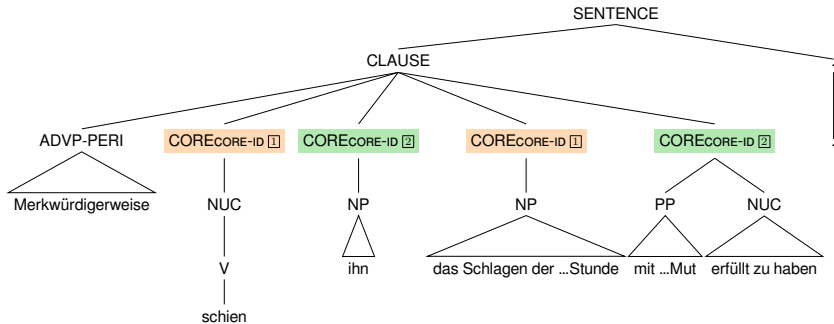 SENTENCE
CLAUSE
ADVP-PERI CORECORE-ID 1 CORECORE-ID 2 CORECORE-ID 1 CORECORE-ID 2
Merkwürdigerweise NUC NP NP PP NUC
V ihn das Schlagen der ...Stunde mit ...Mut erfüllt zu haben
schien